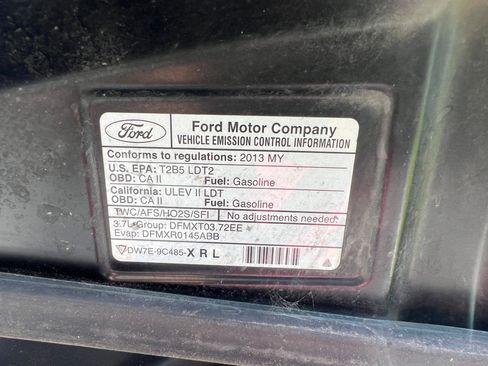 Ford
Ford Motor Company
VEHICLE EMISSION CONTROL INFORMATION
Conforms to regulations: 2013 MY
U.S. EPA: T2B5 LDT2
OBD: CA II Fuel: Gasoline
California: ULEV II LDT
OBD: CA II Fuel: Gasoline
TWC/AFS/HO2S/SFI No adjustments needed.
3.7L-Group: DFMXT03.72EE
Evap: DFMXR0145ABB
DW7E-9C485-X R L